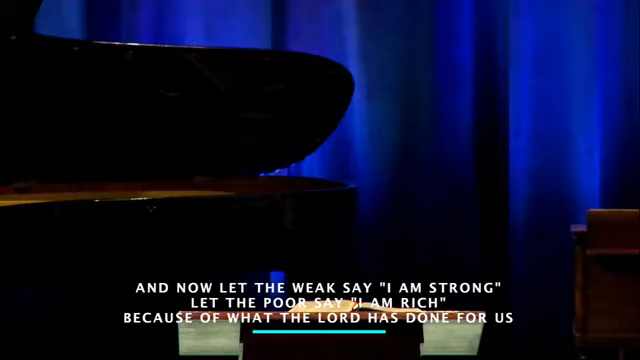 AND NOW LET THE WEAK SAY "I AM STRONG"
LET THE POOR SAY "I AM RICH"
BECAUSE OF WHAT THE LORD HAS DONE FOR US